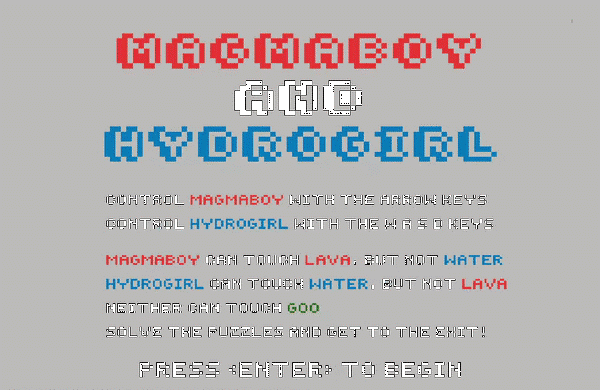 MAGMABOY
AND
HYDROGIRL
CONTROL MAGMABOY WITH THE ARROW KEYS
CONTROL HYDROGIRL WITH THE W A S D KEYS
MAGMABOY CAN TOUCH LAVA, BUT NOT WATER
HYDROGIRL CAN TOUCH WATER, BUT NOT LAVA
NEITHER CAN TOUCH GOO
SOLVE THE PUZZLES AND GET TO THE EXIT!
PRESS <ENTER> TO BEGIN